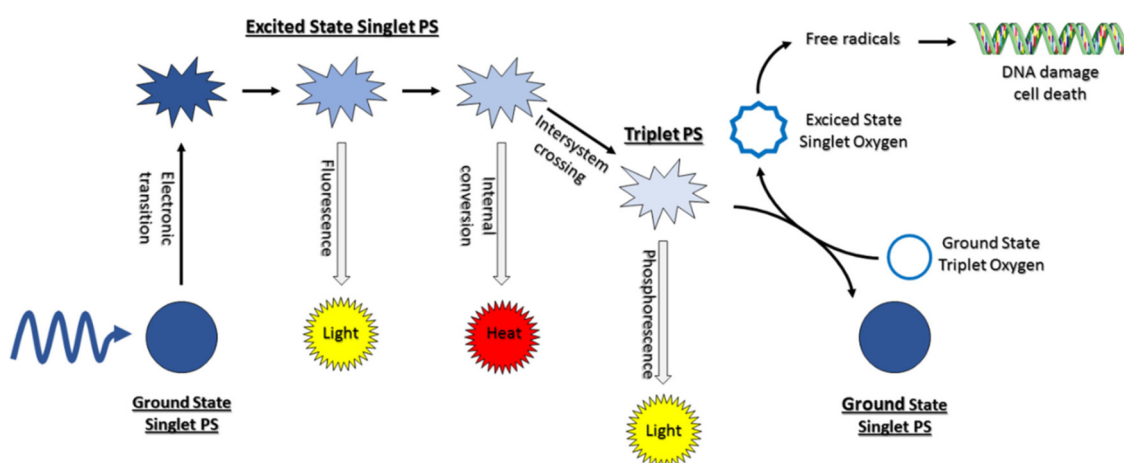 Excited State Singlet PS
Electronic
transition
Fluorescence
Internal
conversion
Intersystem
crossing
Triplet PS
Phosphorescence
Light
Heat
Light
Ground State
Singlet PS
Free radicals
DNA damage
cell death
Exciced State
Singlet Oxygen
Ground State
Triplet Oxygen
Ground State
Singlet PS